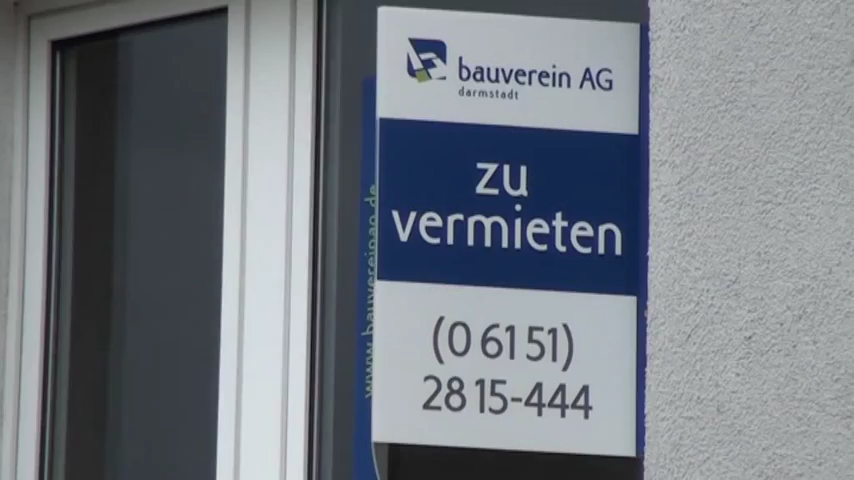 bauverein AG
darmstadt
zu
vermieten
(0 61 51)
28 15-444
www.bauvereinag.de